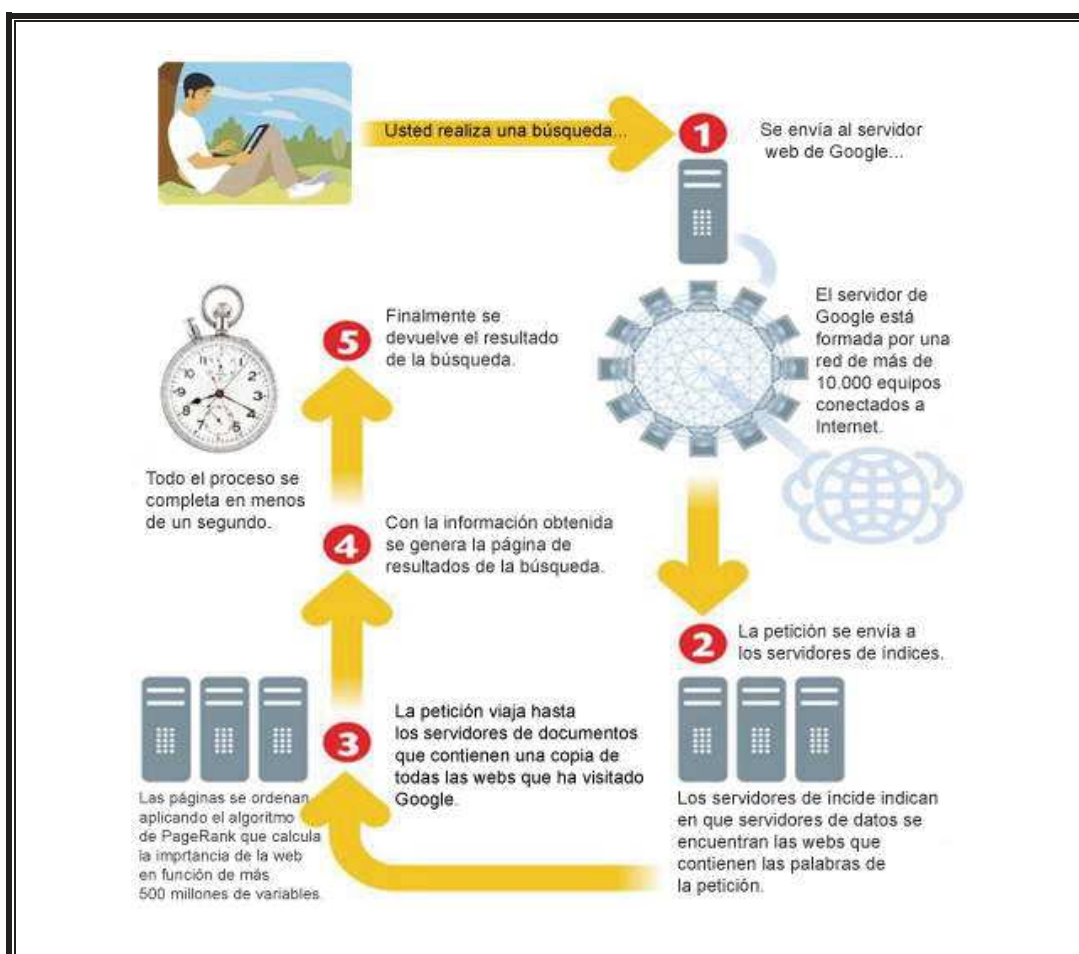 Usted realiza una búsqueda...
1
Se envía al servidor
web de Google...
El servidor de
Google está
formada por una
red de más de
10.000 equipos
conectados a
Internet.
2
La petición se envía a
los servidores de índices.
Los servidores de íncide indican
en que servidores de datos se
encuentran las webs que
contienen las palabras de
la petición.
3
La petición viaja hasta
los servidores de documentos
que contienen una copia de
todas las webs que ha visitado
Google.
Las páginas se ordenan
aplicando el algoritmo
de PageRank que calcula
la imprtancia de la web
en función de más
500 millones de variables.
4
Con la información obtenida
se genera la página de
resultados de la búsqueda.
5
Finalmente se
devuelve el resultado
de la búsqueda.
Todo el proceso se
completa en menos
de un segundo.